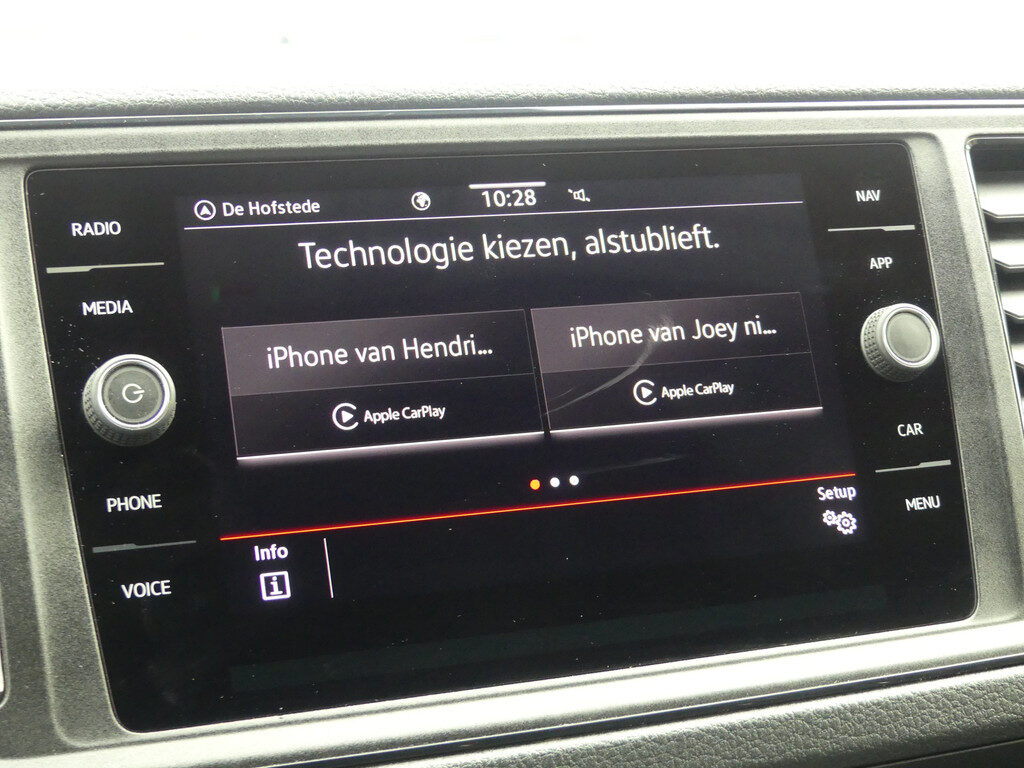 RADIO
MEDIA
PHONE
VOICE
De Hofstede
10:28
Technologie kiezen, alstublieft.
iPhone van Hendri...
Apple CarPlay
iPhone van Joey ni...
Apple CarPlay
Info
Setup
NAV
APP
CAR
MENU